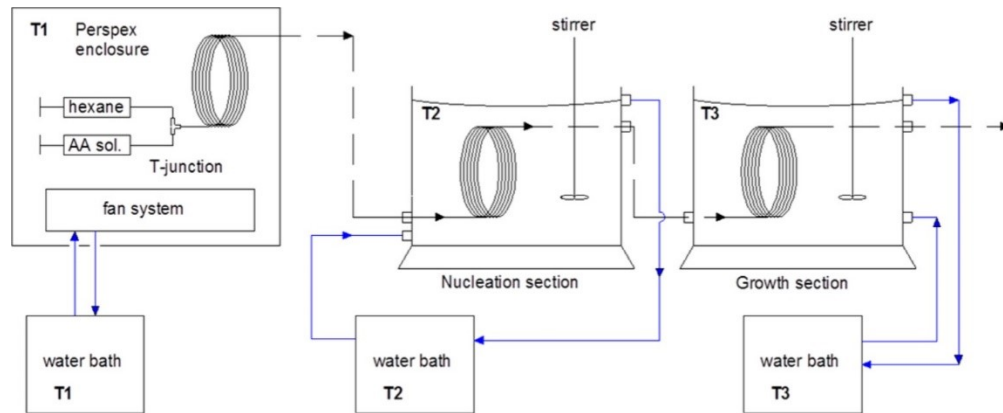 T1 Perspex
enclosure
hexane
AA sol.
T-junction
fan system
water bath
T1
stirrer
T2
Nucleation section
water bath
T2
stirrer
T3
Growth section
water bath
T3